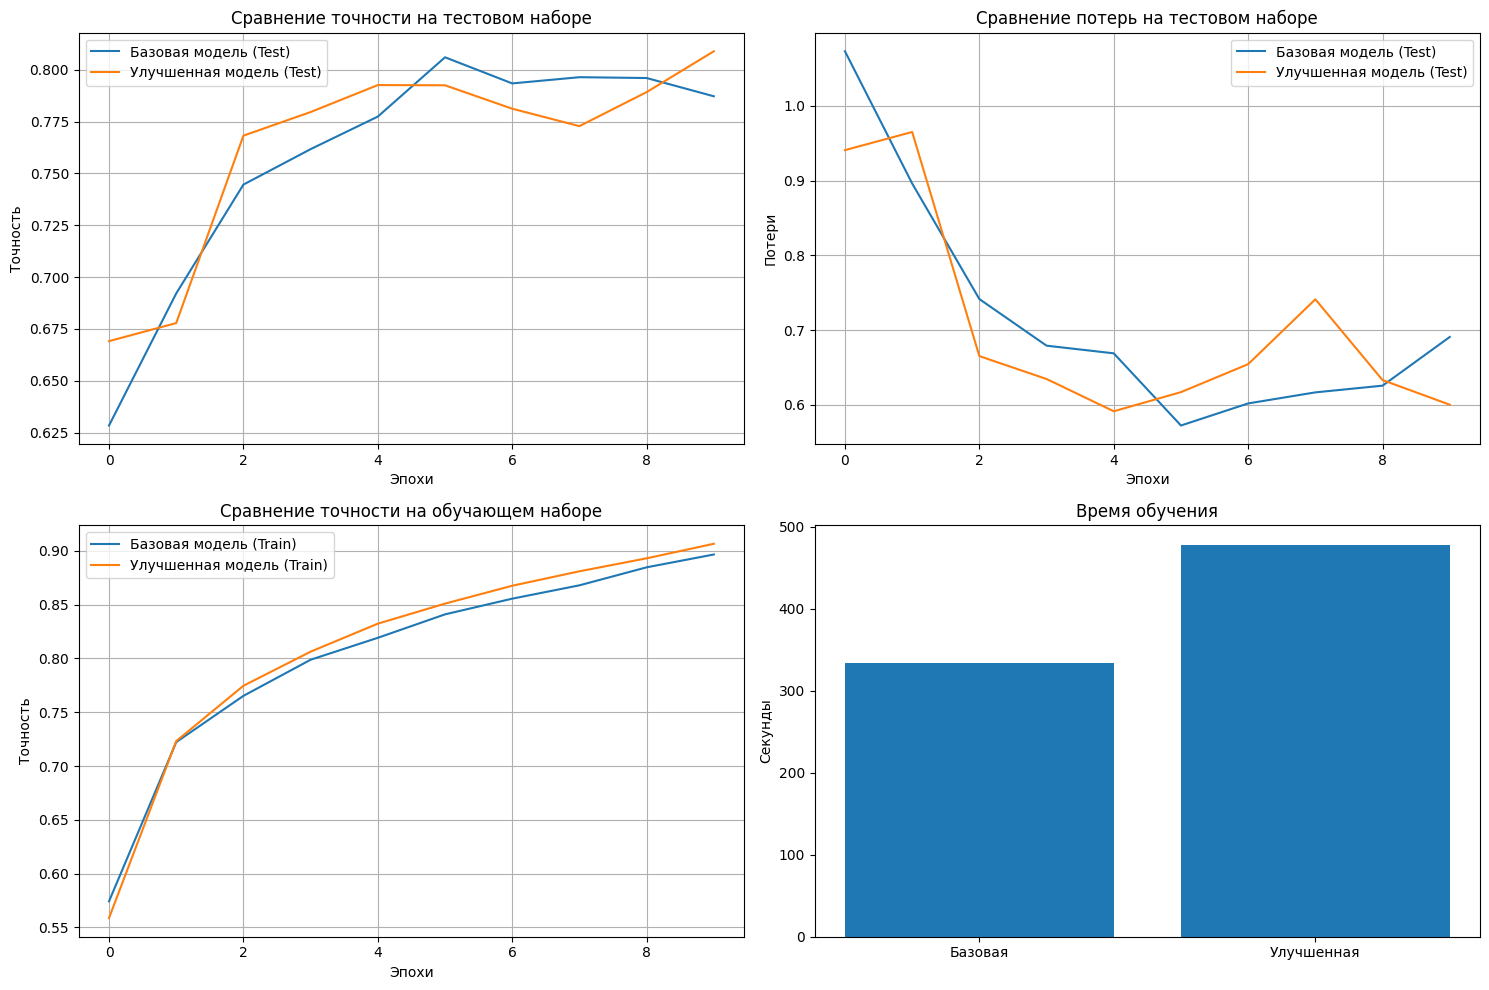 Сравнение точности на тестовом наборе
Базовая модель (Test)
Улучшенная модель (Test)
Точность
0.800
0.775
0.750
0.725
0.700
0.675
0.650
0.625
0 2 4 6 8
Эпохи
Сравнение потерь на тестовом наборе
Базовая модель (Test)
Улучшенная модель (Test)
Потери
1.0
0.9
0.8
0.7
0.6
0 2 4 6 8
Эпохи
Сравнение точности на обучающем наборе
Базовая модель (Train)
Улучшенная модель (Train)
Точность
0.90
0.85
0.80
0.75
0.70
0.65
0.60
0.55
0 2 4 6 8
Эпохи
Время обучения
Секунды
500
400
300
200
100
0
Базовая Улучшенная